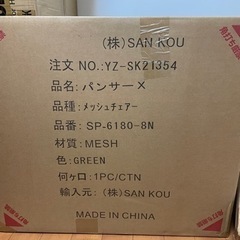 (株)SAN KOU
注文 NO.:YZ-SK21354
品名:パンサーX
品種:メッシュチェアー
品番: SP-6180-8N
材質:MESH
色:GREEN
何ヶ口:1PC/CTN
輸入元:(株)SAN KOU
MADE IN CHINA